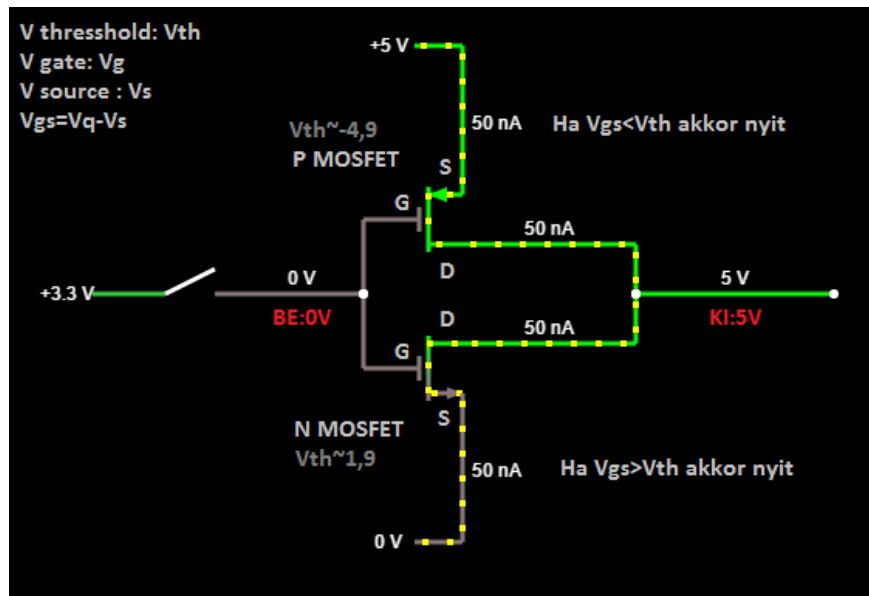 V thresshold: Vth
V gate: Vg
V source : Vs
Vgs=Vq-Vs
+5 V
50 nA
Ha Vgs<Vth akkor nyit
Vth~-4,9
P MOSFET
S
G
50 nA
D
+3.3 V
0 V
BE:0V
5 V
KI:5V
D
50 nA
G
S
N MOSFET
Vth~1,9
50 nA
Ha Vgs>Vth akkor nyit
0 V